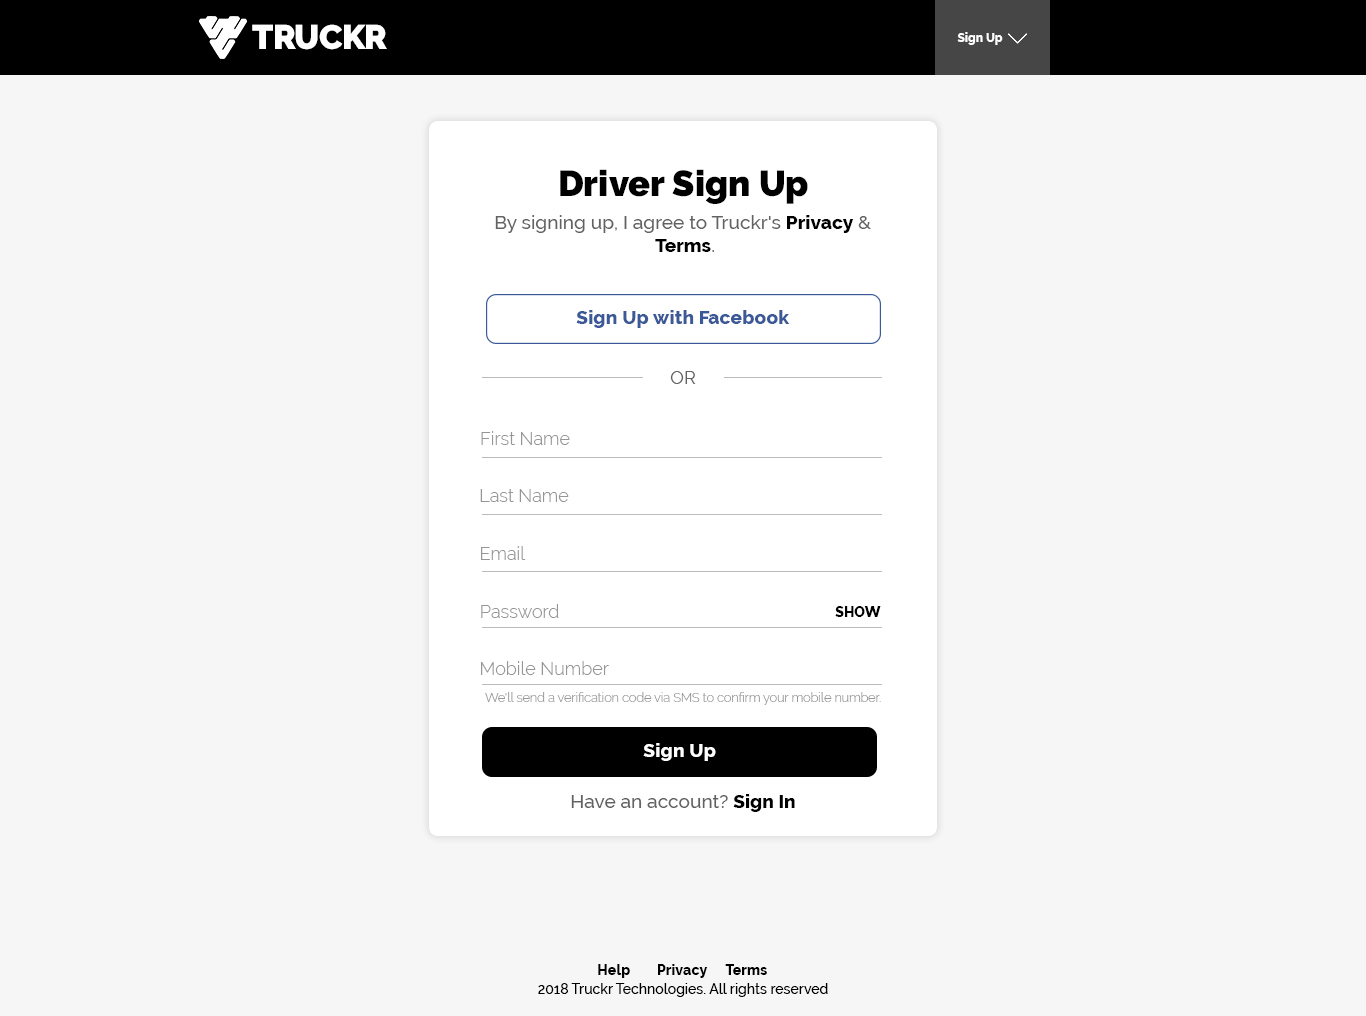 TRUCKR
Sign Up
Driver Sign Up
By signing up, I agree to Truckr's Privacy &
Terms.
Sign Up with Facebook
OR
First Name
Last Name
Email
Password SHOW
Mobile Number
We'll send a verification code via SMS to confirm your mobile number.
Sign Up
Have an account? Sign In
Help Privacy Terms
2018 Truckr Technologies. All rights reserved